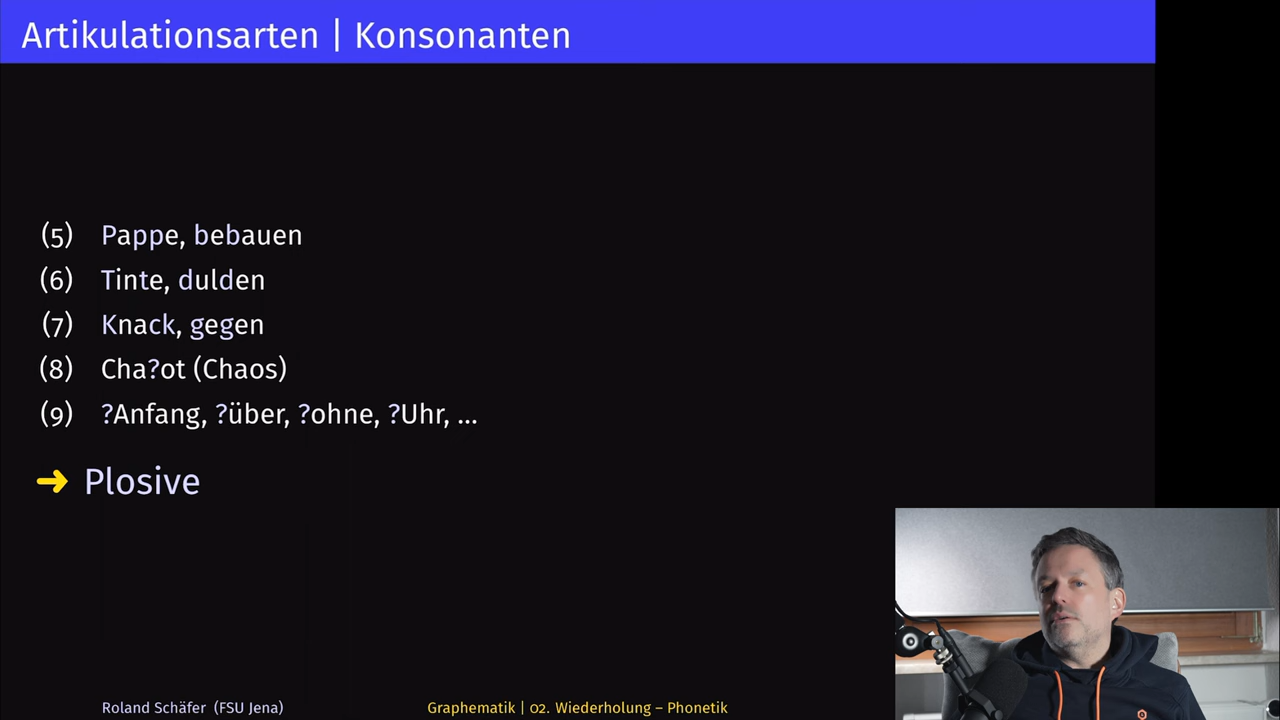 Artikulationsarten | Konsonanten
(5) Pappe, bebauen
(6) Tinte, dulden
(7) Knack, gegen
(8) Cha?ot (Chaos)
(9) ?Anfang, ?über, ?ohne, ?Uhr, ...
➜ Plosive
Roland Schäfer (FSU Jena) Graphematik | 02. Wiederholung – Phonetik